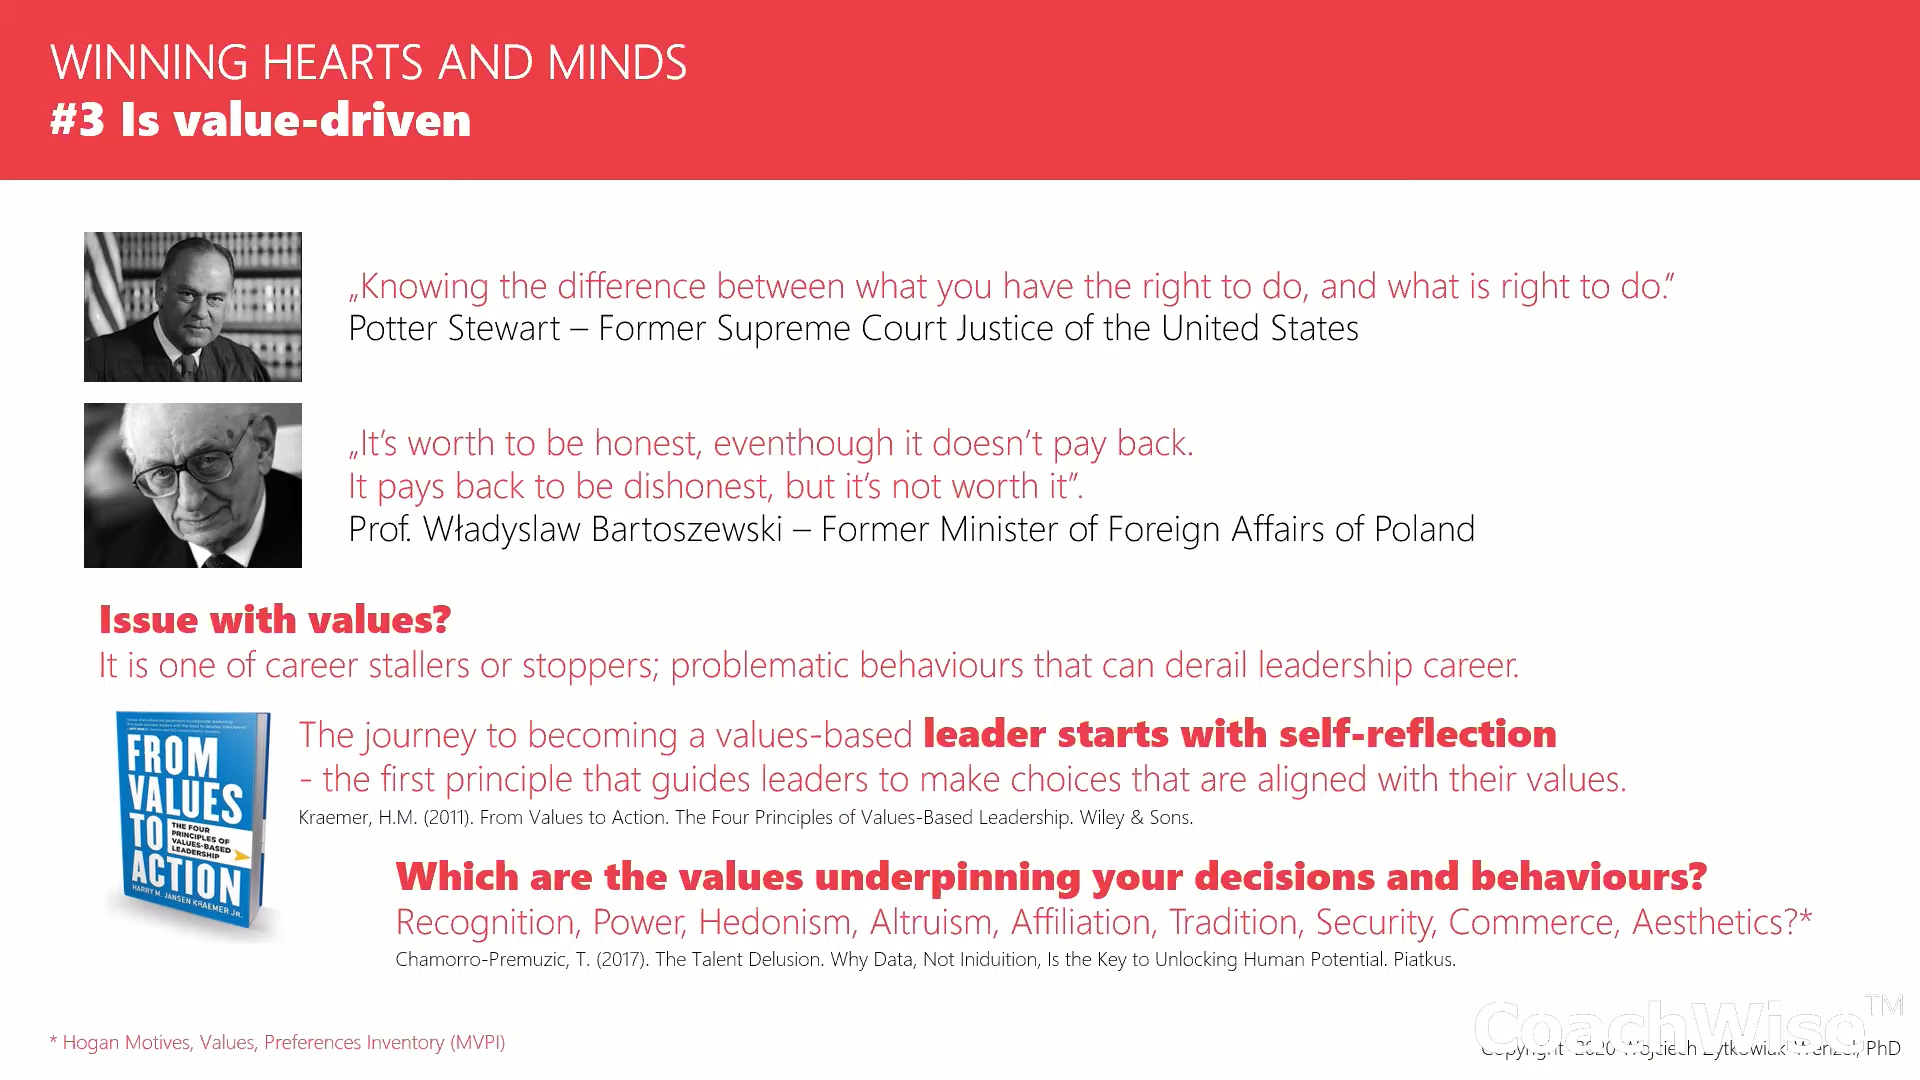 WINNING HEARTS AND MINDS
#3 Is value-driven
„Knowing the difference between what you have the right to do, and what is right to do.”
Potter Stewart – Former Supreme Court Justice of the United States
„It’s worth to be honest, eventhough it doesn’t pay back.
It pays back to be dishonest, but it’s not worth it”.
Prof. Władyslaw Bartoszewski – Former Minister of Foreign Affairs of Poland
Issue with values?
It is one of career stallers or stoppers; problematic behaviours that can derail leadership career.
FROM
VALUES
TO
THE FOUR
PRINCIPLES OF
VALUES-BASED
LEADERSHIP
ACTION
HARRY M. JANSEN KRAEMER JR.
The journey to becoming a values-based leader starts with self-reflection
- the first principle that guides leaders to make choices that are aligned with their values.
Kraemer, H.M. (2011). From Values to Action. The Four Principles of Values-Based Leadership. Wiley & Sons.
Which are the values underpinning your decisions and behaviours?
Recognition, Power, Hedonism, Altruism, Affiliation, Tradition, Security, Commerce, Aesthetics?*
Chamorro-Premuzic, T. (2017). The Talent Delusion. Why Data, Not Iniduition, Is the Key to Unlocking Human Potential. Piatkus.
* Hogan Motives, Values, Preferences Inventory (MVPI)
CoachWise™
Copyright 2020 Wojciech Zytkowiak-Wenzel, PhD